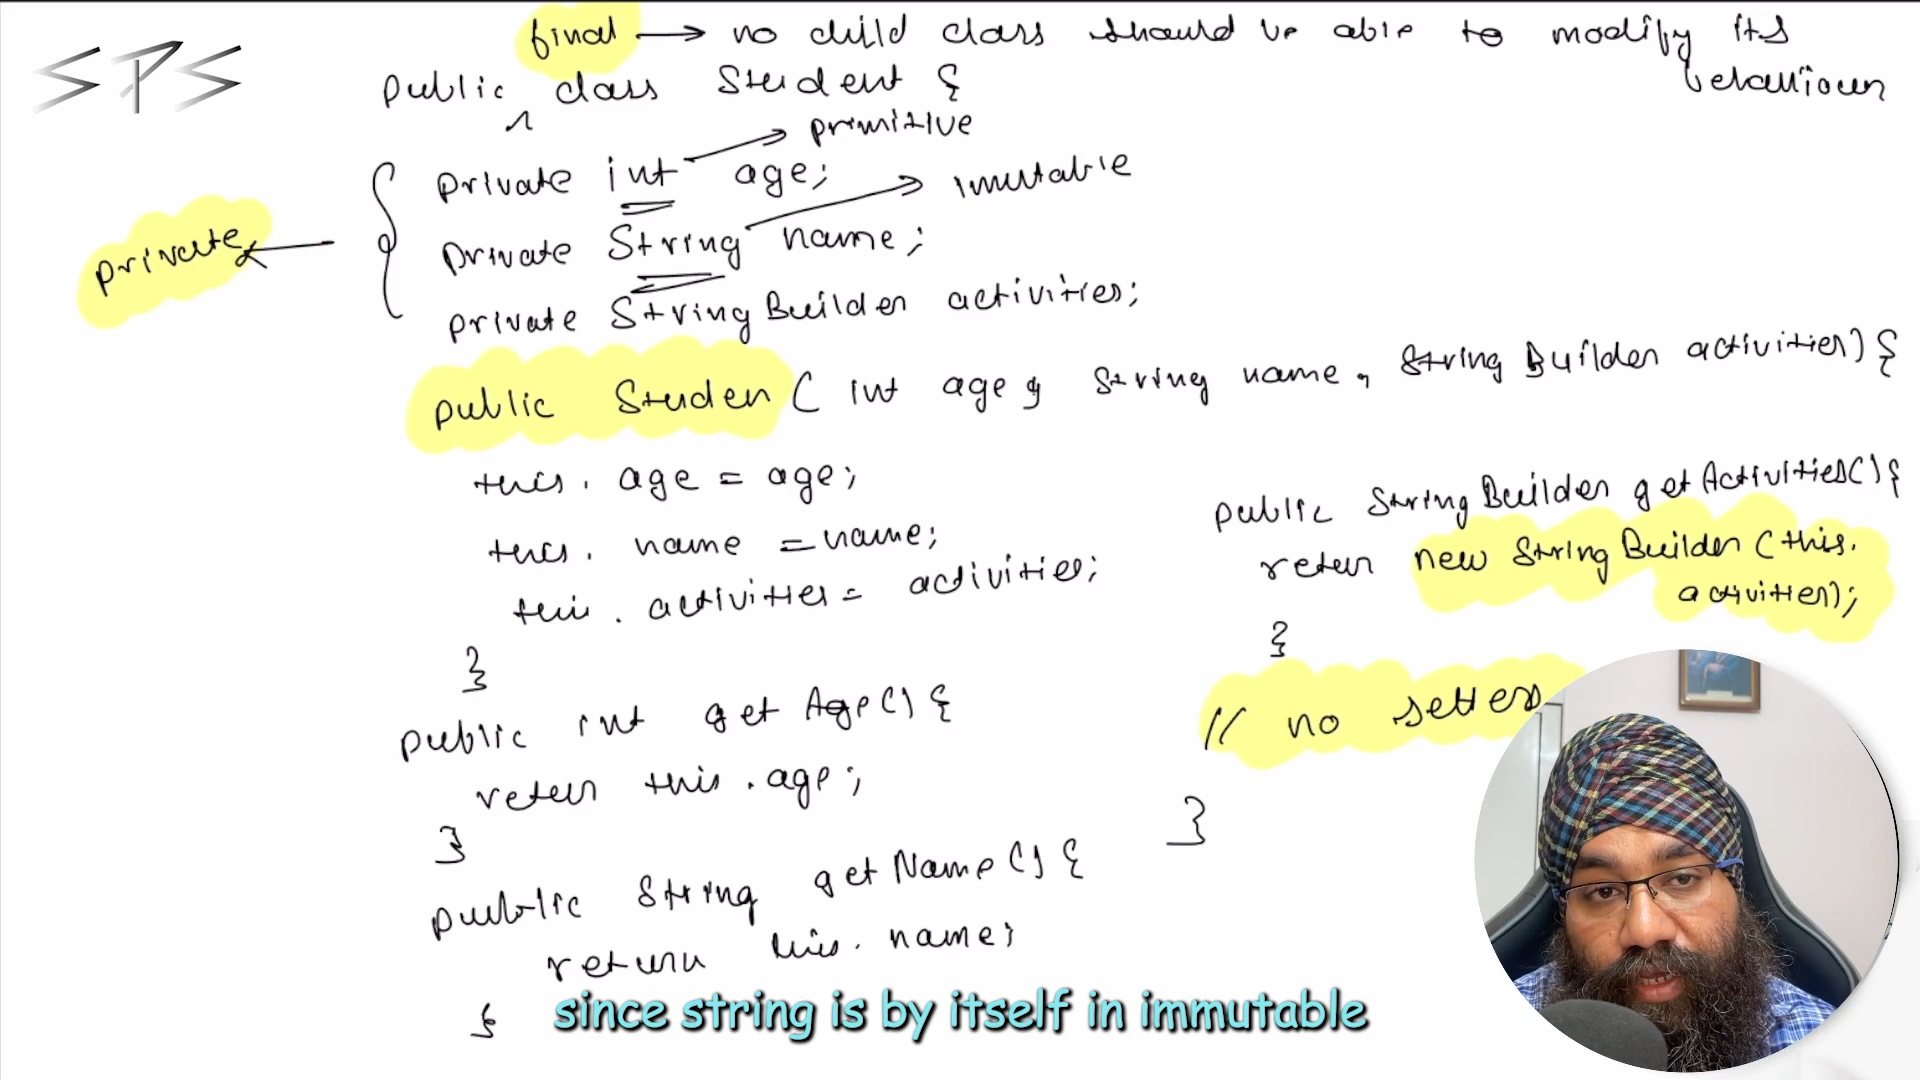 SPS
final → no child class should be able to modify its
behaviour
public class Student {
private int age; → primitive
private String name; → immutable
private
private StringBuilder activities;
public Studen ( int age, String name, StringBuilder activities) {
this. age = age;
this. name = name;
this. activities = activities;
}
public int getAge() {
return this. age;
}
public String getName() {
return this. name;
}
public StringBuilder getActivities() {
return new StringBuilder (this.
activities);
}
// no setters
}
since string is by itself in immutable